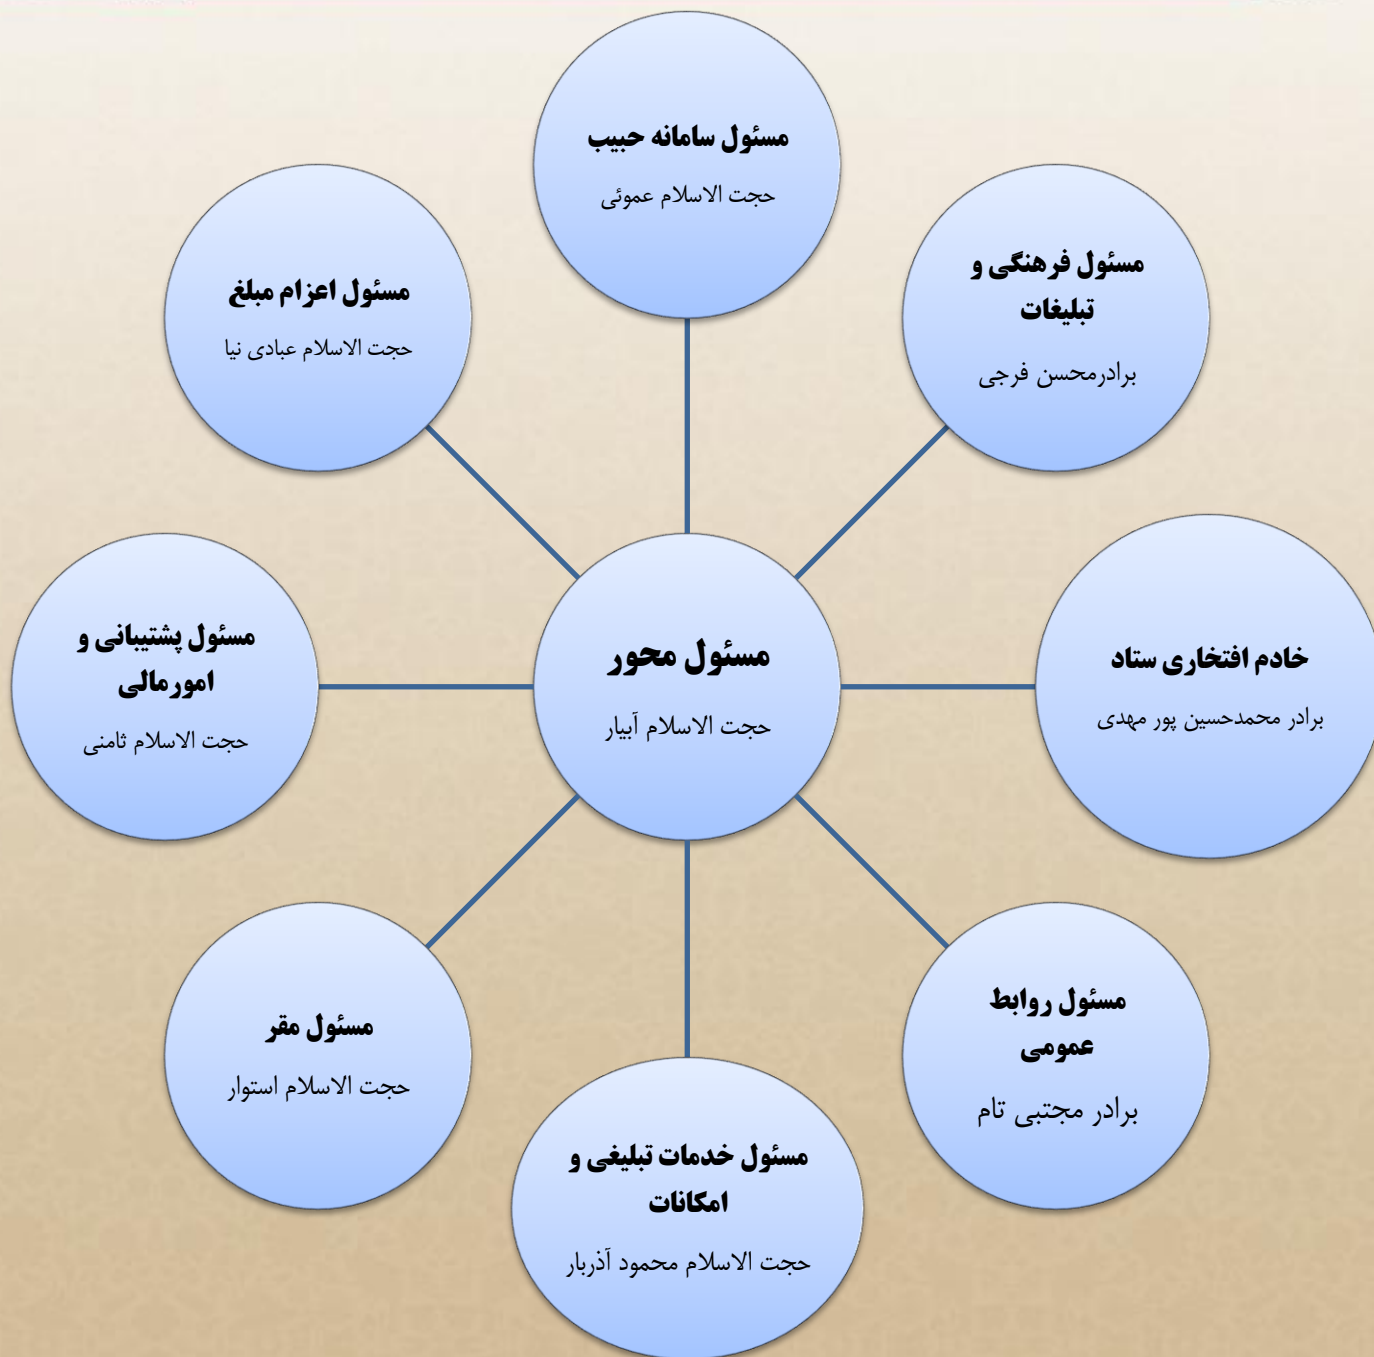 مسئول سامانه حبیب
حجت الاسلام عموئی
مسئول فرهنگی و
تبلیغات
برادرمحسن فرجی
مسئول اعزام مبلغ
حجت الاسلام عبادی نیا
خادم افتخاری ستاد
برادر محمدحسین پور مهدی
مسئول محور
حجت الاسلام آبیار
مسئول پشتیبانی و
امورمالی
حجت الاسلام ثامنی
مسئول روابط
عمومی
برادر مجتبی تام
مسئول مقر
حجت الاسلام استوار
مسئول خدمات تبلیغی و
امکانات
حجت الاسلام محمود آذربار